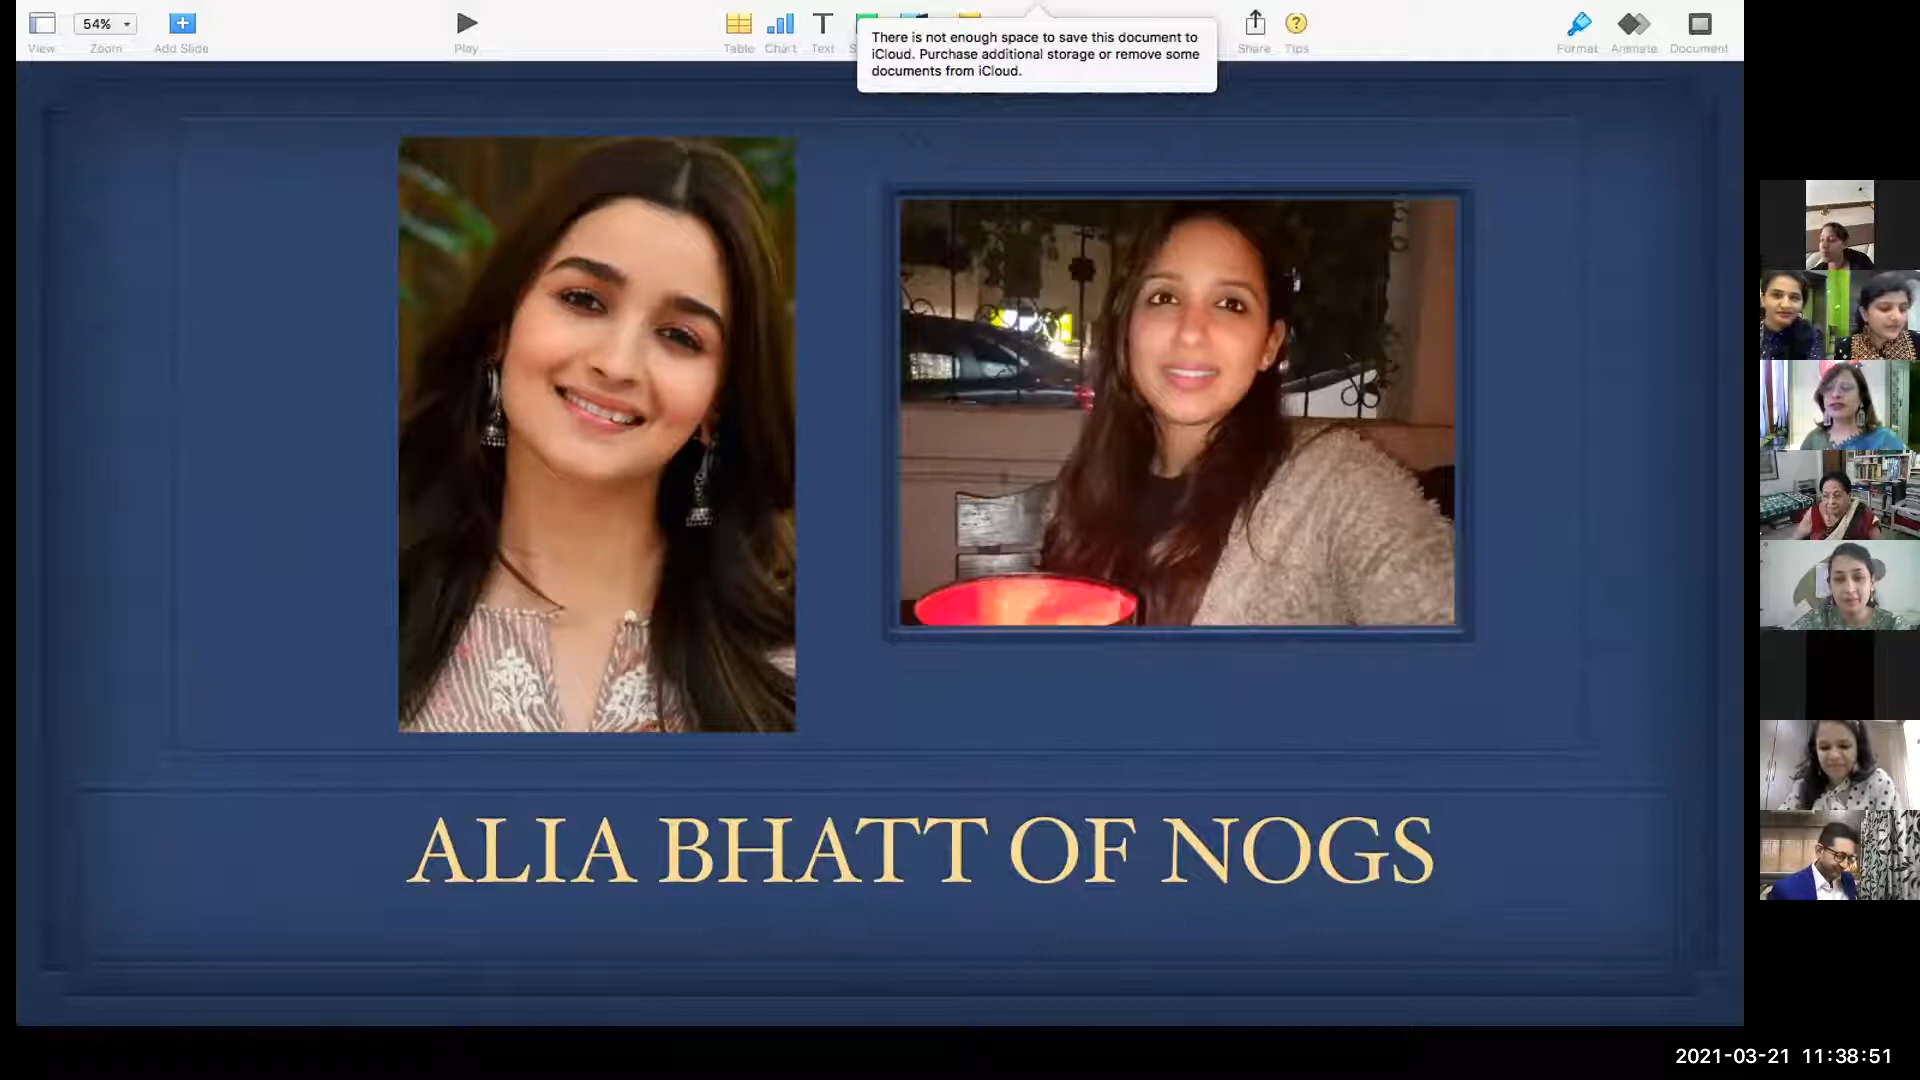 54%
View
Zoom
Add Slide
Play
Table
Chart
Text
There is not enough space to save this document to
iCloud. Purchase additional storage or remove some
documents from iCloud.
Share
?
Tips
Format
Animate
Document
ALIA BHATT OF NOGS
2021-03-21 11:38:51